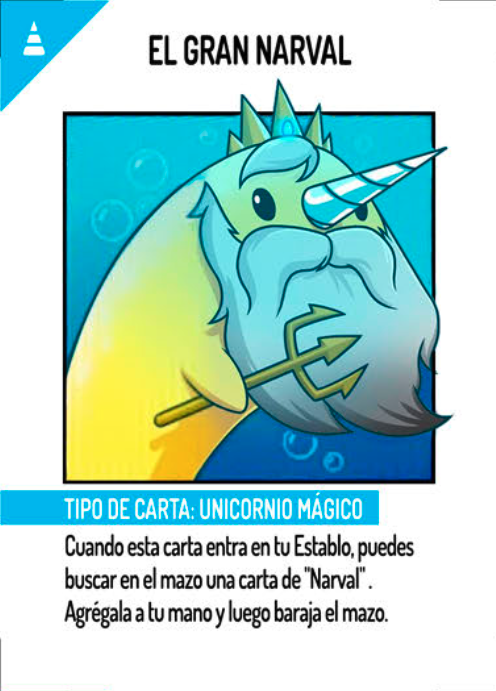 EL GRAN NARVAL
TIPO DE CARTA: UNICORNIO MÁGICO
Cuando esta carta entra en tu Establo, puedes
buscar en el mazo una carta de "Narval" .
Agrégala a tu mano y luego baraja el mazo.